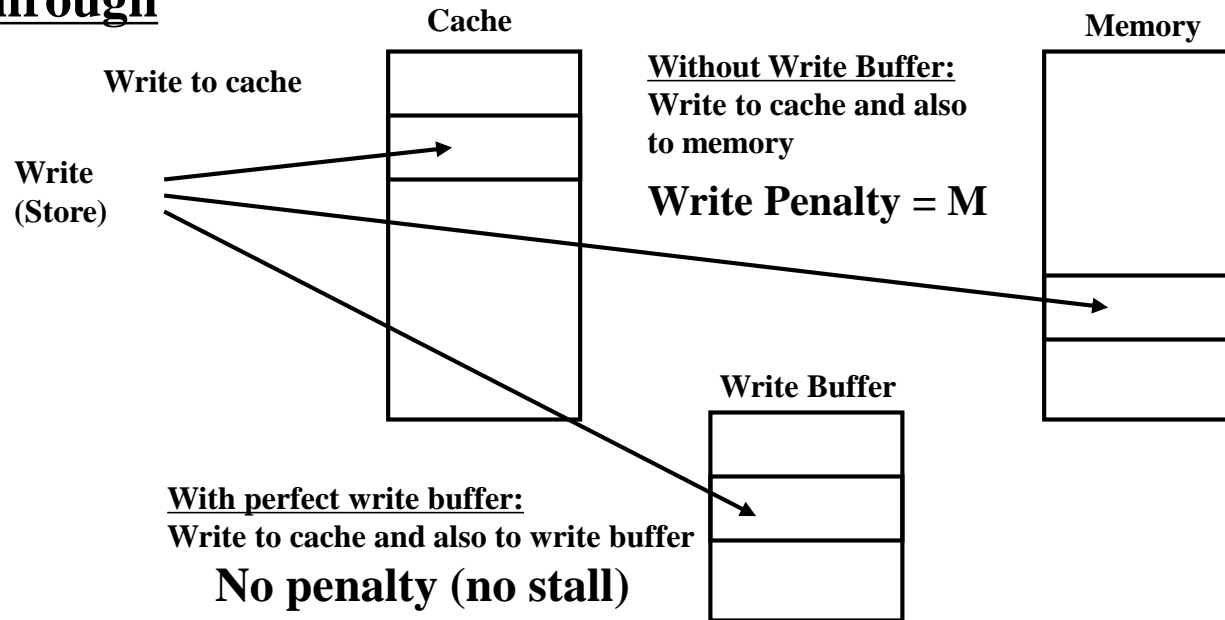 Cache
Memory
Write to cache
Without Write Buffer:
Write to cache and also
to memory
Write
(Store)
Write Penalty = M
Write Buffer
With perfect write buffer:
Write to cache and also to write buffer
No penalty (no stall)